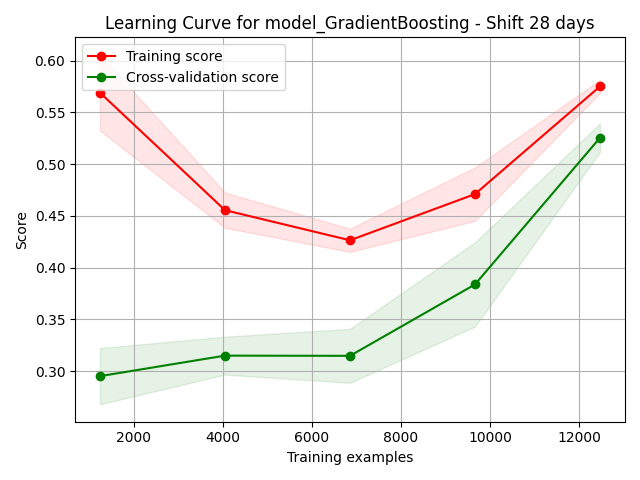 Learning Curve for model_GradientBoosting - Shift 28 days
Training score
Cross-validation score
0.60
0.55
0.50
0.45
0.40
0.35
0.30
Score
2000 4000 6000 8000 10000 12000
Training examples